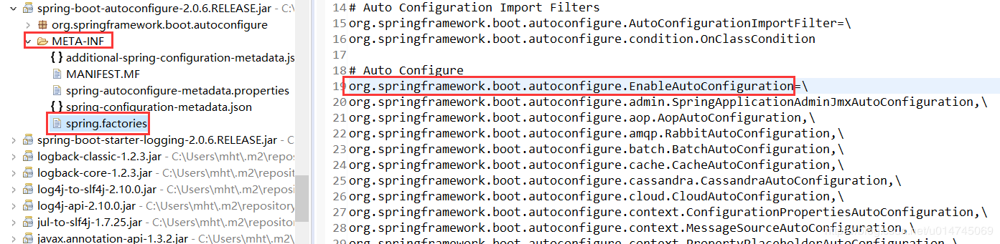 spring-boot-autoconfigure-2.0.6.RELEASE.jar - C:\
org.springframework.boot.autoconfigure
META-INF
additional-spring-configuration-metadata.js
MANIFEST.MF
spring-autoconfigure-metadata.properties
spring-configuration-metadata.json
spring.factories
spring-boot-starter-logging-2.0.6.RELEASE.jar - C
logback-classic-1.2.3.jar - C:\Users\mht\.m2\reposi
logback-core-1.2.3.jar - C:\Users\mht\.m2\reposito
log4j-to-slf4j-2.10.0.jar - C:\Users\mht\.m2\reposi
log4j-api-2.10.0.jar - C:\Users\mht\.m2\repository
jul-to-slf4j-1.7.25.jar - C:\Users\mht\.m2\reposito
javax.annotation-api-1.3.2.jar - C:\Users\mht\.m2\
14 # Auto Configuration Import Filters
15 org.springframework.boot.autoconfigure.AutoConfigurationImportFilter=\
16 org.springframework.boot.autoconfigure.condition.OnClassCondition
17
18 # Auto Configure
19 org.springframework.boot.autoconfigure.EnableAutoConfiguration=\
20 org.springframework.boot.autoconfigure.admin.SpringApplicationAdminJmxAutoConfiguration,\
21 org.springframework.boot.autoconfigure.aop.AopAutoConfiguration,\
22 org.springframework.boot.autoconfigure.amqp.RabbitAutoConfiguration,\
23 org.springframework.boot.autoconfigure.batch.BatchAutoConfiguration,\
24 org.springframework.boot.autoconfigure.cache.CacheAutoConfiguration,\
25 org.springframework.boot.autoconfigure.cassandra.CassandraAutoConfiguration,\
26 org.springframework.boot.autoconfigure.cloud.CloudAutoConfiguration,\
27 org.springframework.boot.autoconfigure.context.ConfigurationPropertiesAutoConfiguration,\
28 org.springframework.boot.autoconfigure.context.MessageSourceAutoConfiguration,\
29 org.springframework.boot.autoconfigure.context.PropertyPlaceholderAutoConfiguration,\